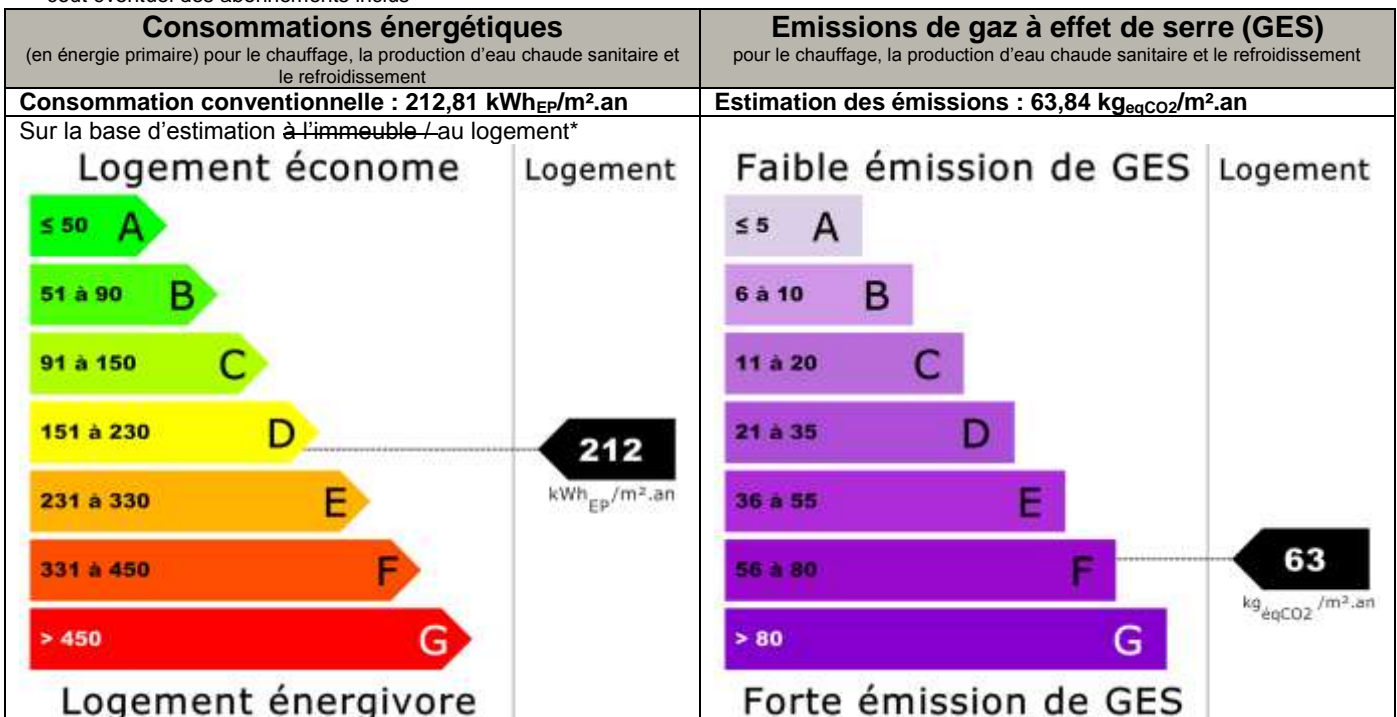 coût éventuel des abonnements inclus
Consommations énergétiques
(en énergie primaire) pour le chauffage, la production d'eau chaude sanitaire et
le refroidissement
Consommation conventionnelle : 212,81 kWhEP/m².an
Sur la base d'estimation à l'immeuble / au logement*
Logement économe
Logement
≤ 50 A
51 à 90 B
91 à 150 C
151 à 230 D
212
kWhEP/m².an
231 à 330 E
331 à 450 F
> 450 G
Logement énergivore
Emissions de gaz à effet de serre (GES)
pour le chauffage, la production d'eau chaude sanitaire et le refroidissement
Estimation des émissions : 63,84 kgeqCO2/m².an
Faible émission de GES
Logement
≤ 5 A
6 à 10 B
11 à 20 C
21 à 35 D
36 à 55 E
56 à 80 F
63
kgéqCO2/m².an
> 80 G
Forte émission de GES